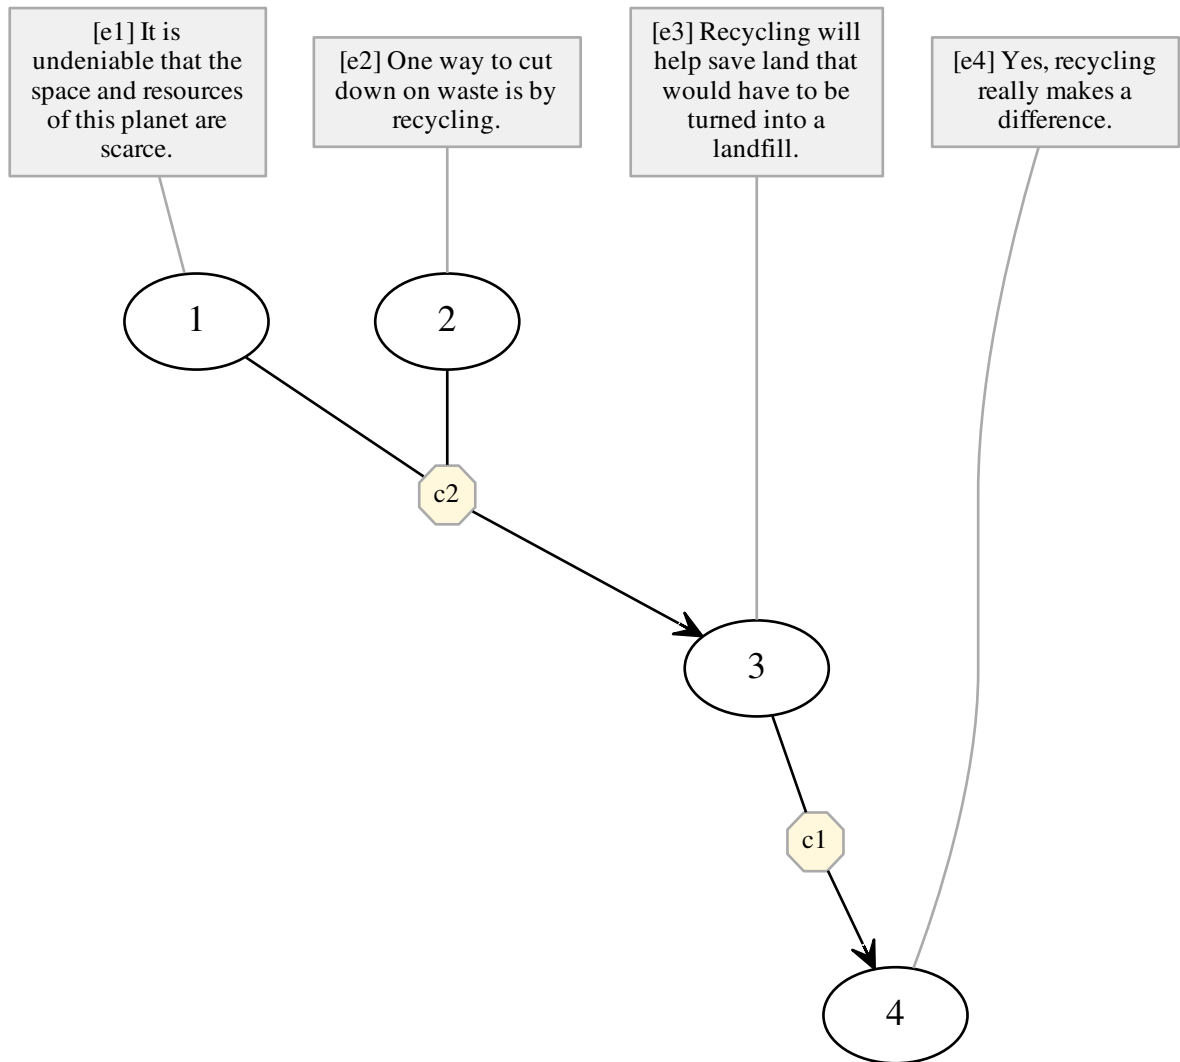 [e1] It is
undeniable that the
space and resources
of this planet are
scarce.
[e2] One way to cut
down on waste is by
recycling.
[e3] Recycling will
help save land that
would have to be
turned into a
landfill.
[e4] Yes, recycling
really makes a
difference.
1
2
c2
3
c1
4